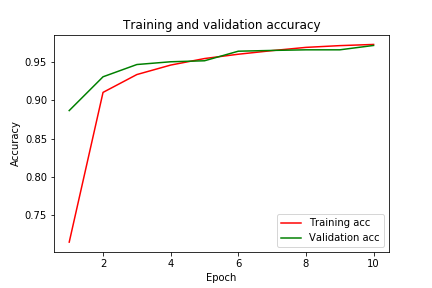 Training and validation accuracy
Accuracy
0.95
0.90
0.85
0.80
0.75
Training acc
Validation acc
2
4
6
8
10
Epoch